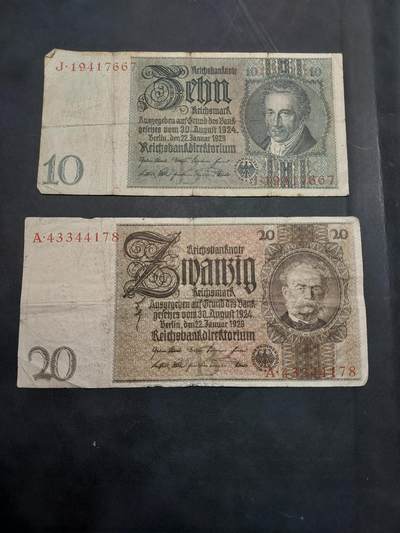 J·19417667
Reichsbanknote
10 10
Zehn
Reichsmark
Ausgegeben auf Grund des Bank-
gesetzes vom 30. August 1924
Berlin, den 22. Januar 1929
Reichsbankdirektorium
10
J·19417667
A·43344178
Reichsbanknote
20 20
Zwanzig
Reichsmark
Ausgegeben auf Grund des Bank-
gesetzes vom 30. August 1924
Berlin, den 22. Januar 1929
Reichsbankdirektorium
20
A·43344178